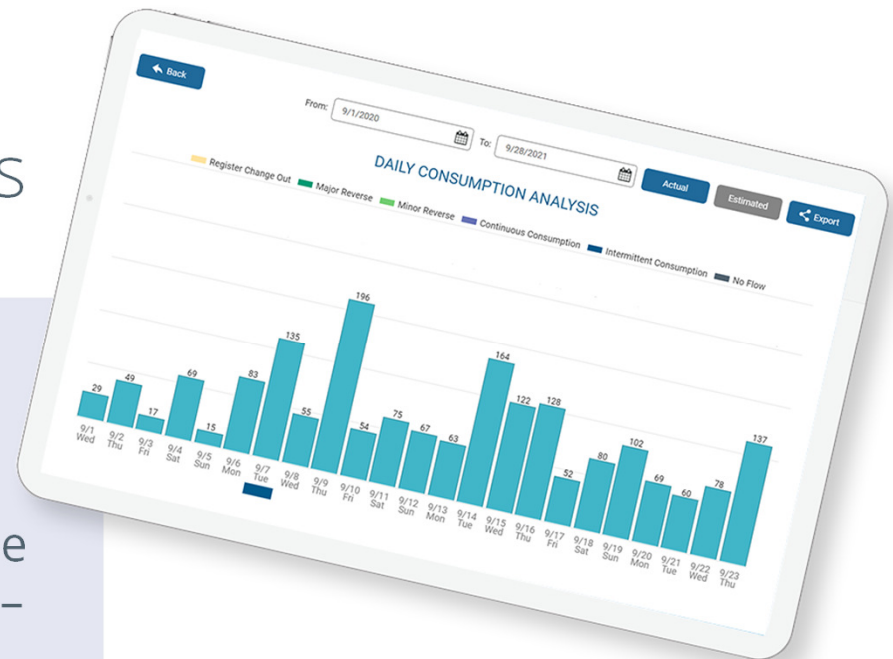 S
e
–
Back
From: 9/1/2020 To: 9/28/2021 Actual Estimated Export
DAILY CONSUMPTION ANALYSIS
Register Change Out Major Reverse Minor Reverse Continuous Consumption Intermittent Consumption No Flow
29 49 17 69 15 83 135 55 196 54 75 67 63 164 122 128 52 80 102 69 60 78 137
9/1 9/2 9/3 9/4 9/5 9/6 9/7 9/8 9/9 9/10 9/11 9/12 9/13 9/14 9/15 9/16 9/17 9/18 9/19 9/20 9/21 9/22 9/23
Wed Thu Fri Sat Sun Mon Tue Wed Thu Fri Sat Sun Mon Tue Wed Thu Fri Sat Sun Mon Tue Wed Thu